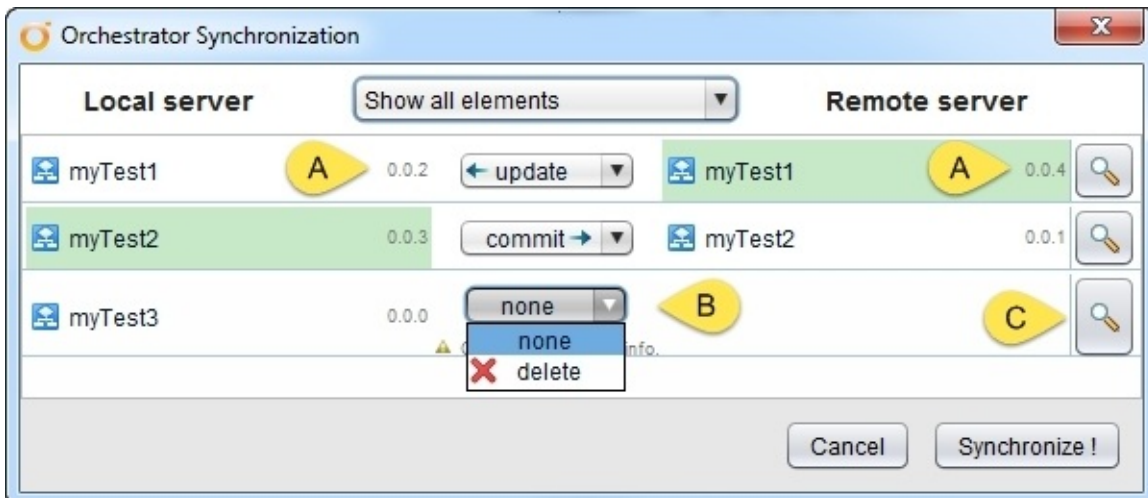 Orchestrator Synchronization
Local server Show all elements Remote server
myTest1 A 0.0.2 update myTest1 A 0.0.4
myTest2 0.0.3 commit myTest2 0.0.1
myTest3 0.0.0 none B C
none
info.
delete
Cancel Synchronize !